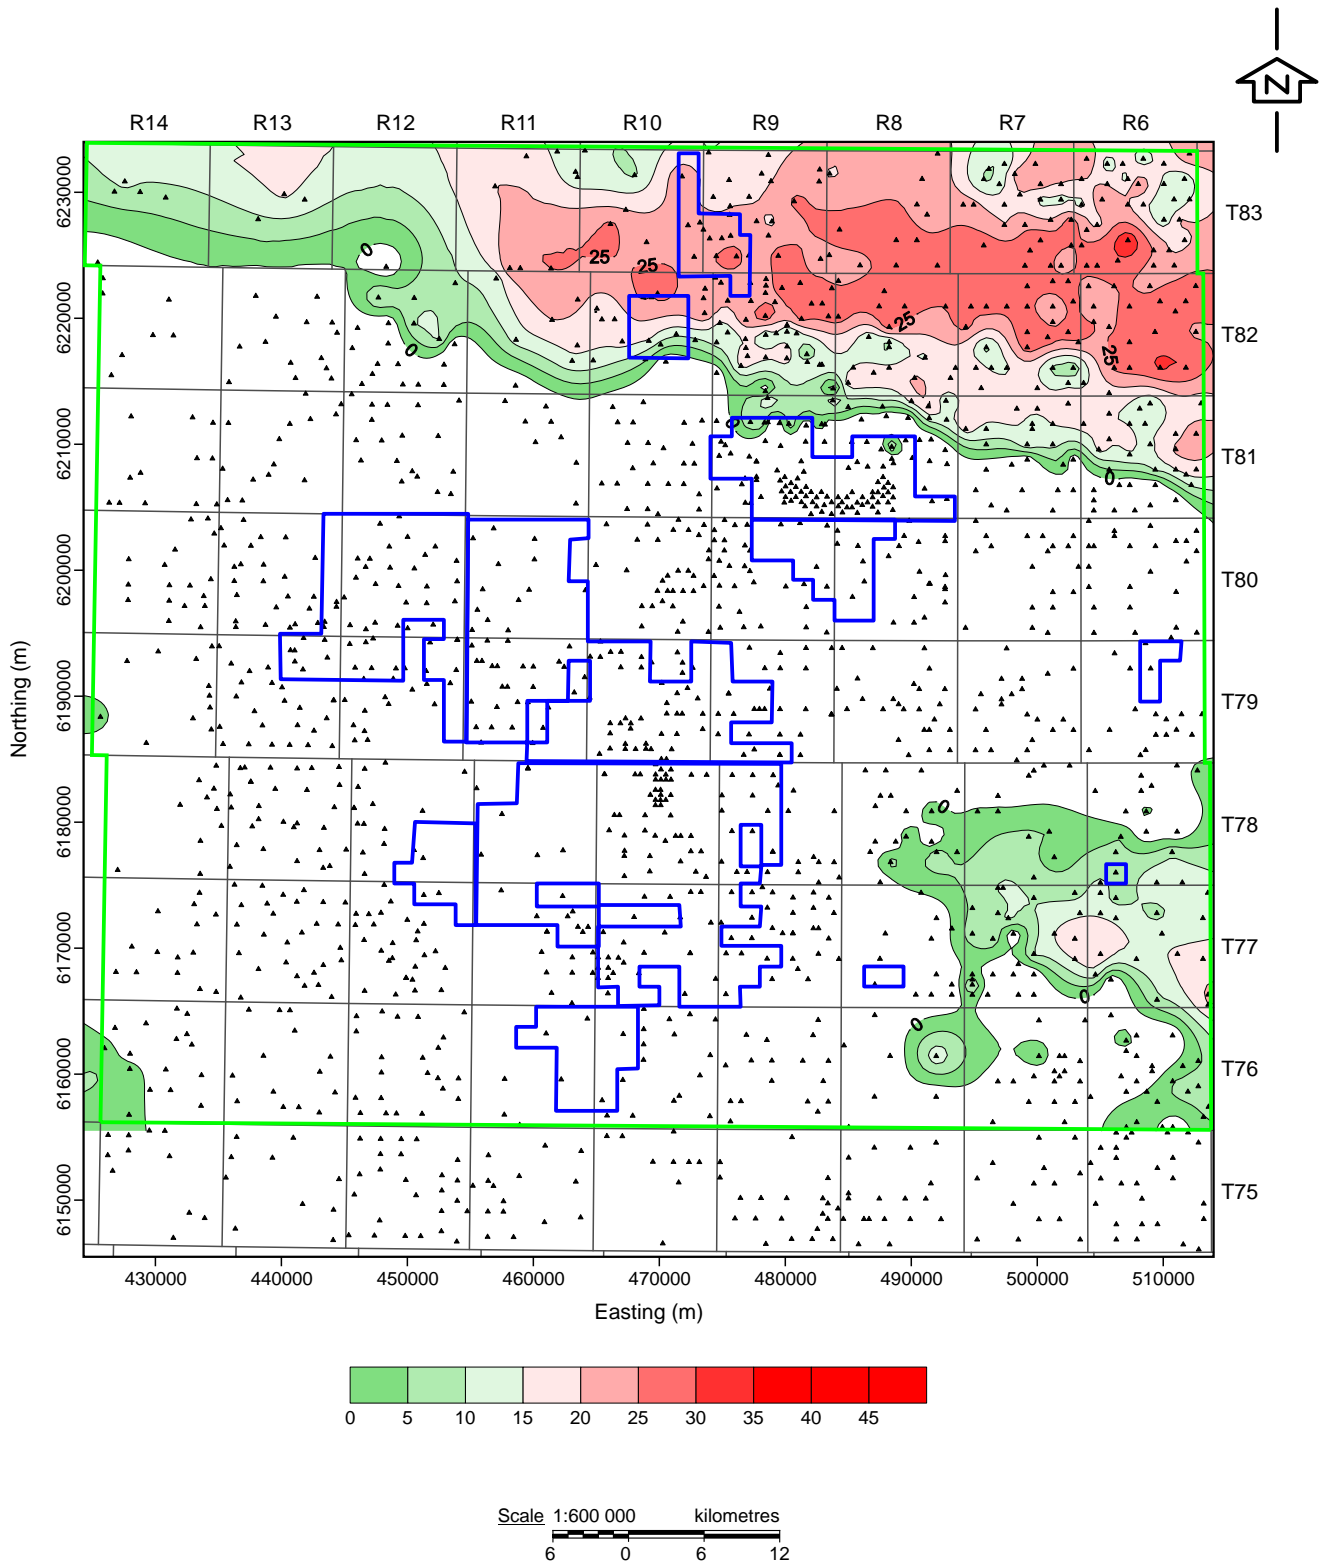 N
R14 R13 R12 R11 R10 R9 R8 R7 R6
6230000
6220000
6210000
6200000
6190000
6180000
6170000
6160000
6150000
Northing (m)
T83
T82
T81
T80
T79
T78
T77
T76
T75
0
25
25
25
0
25
0
0
0
0
0
430000 440000 450000 460000 470000 480000 490000 500000 510000
Easting (m)
0 5 10 15 20 25 30 35 40 45
Scale 1:600 000 kilometres
6 0 6 12